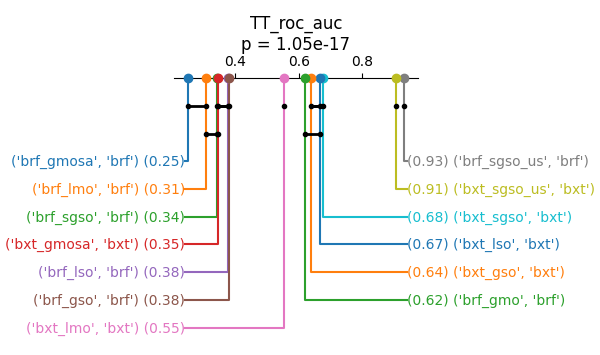 TT_roc_auc
p = 1.05e-17
0.4 0.6 0.8
('brf_gmosa', 'brf') (0.25) (0.93) ('brf_sgso_us', 'brf')
('brf_lmo', 'brf') (0.31) (0.91) ('bxt_sgso_us', 'bxt')
('brf_sgso', 'brf') (0.34) (0.68) ('bxt_sgso', 'bxt')
('bxt_gmosa', 'bxt') (0.35) (0.67) ('bxt_lso', 'bxt')
('brf_lso', 'brf') (0.38) (0.64) ('bxt_gso', 'bxt')
('brf_gso', 'brf') (0.38) (0.62) ('brf_gmo', 'brf')
('bxt_lmo', 'bxt') (0.55)